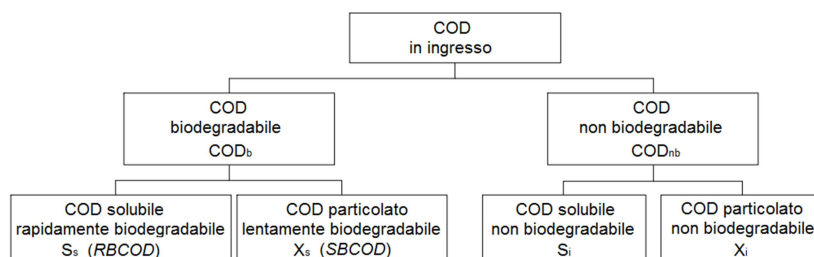 COD
in ingresso
COD
biodegradabile
CODb
COD
non biodegradabile
CODnb
COD solubile
rapidamente biodegradabile
Ss (RBCOD)
COD particolato
lentamente biodegradabile
Xs (SBCOD)
COD solubile
non biodegradabile
Si
COD particolato
non biodegradabile
Xi